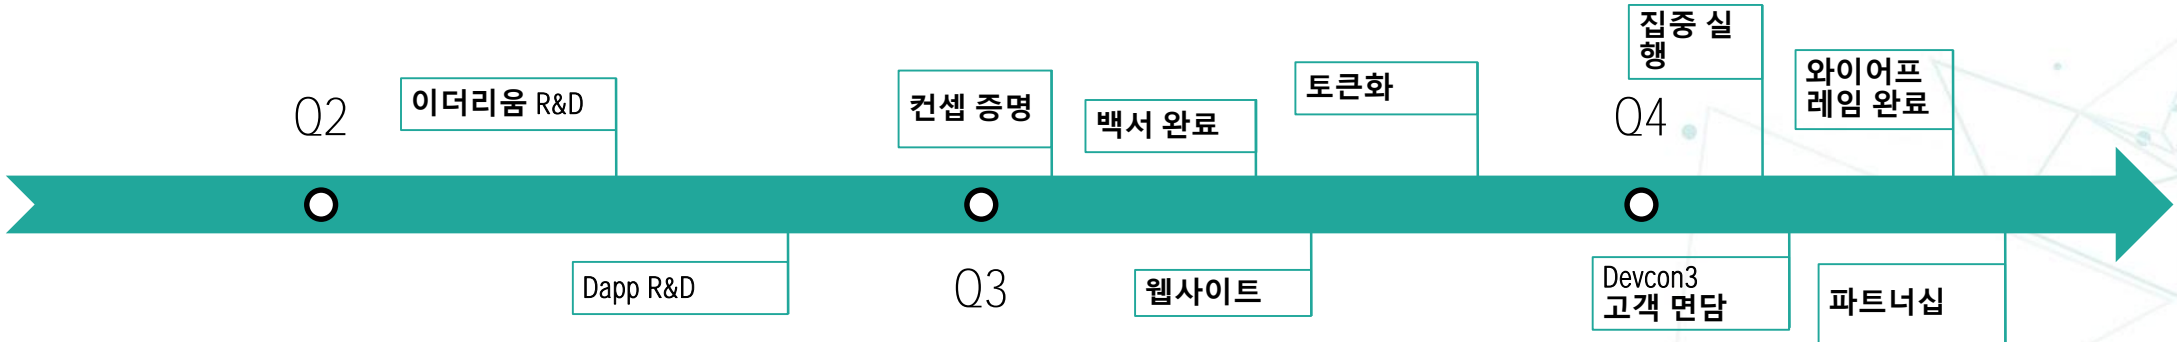 Q2
이더리움 R&D
Dapp R&D
컨셉 증명
Q3
백서 완료
웹사이트
토큰화
집중 실
행
Q4
Devcon3
고객 면담
와이어프
레임 완료
파트너십